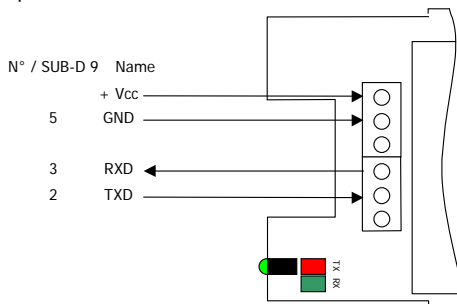 N° / SUB-D 9 Name
+ Vcc
5 GND
3 RXD
2 TXD
TX
RX